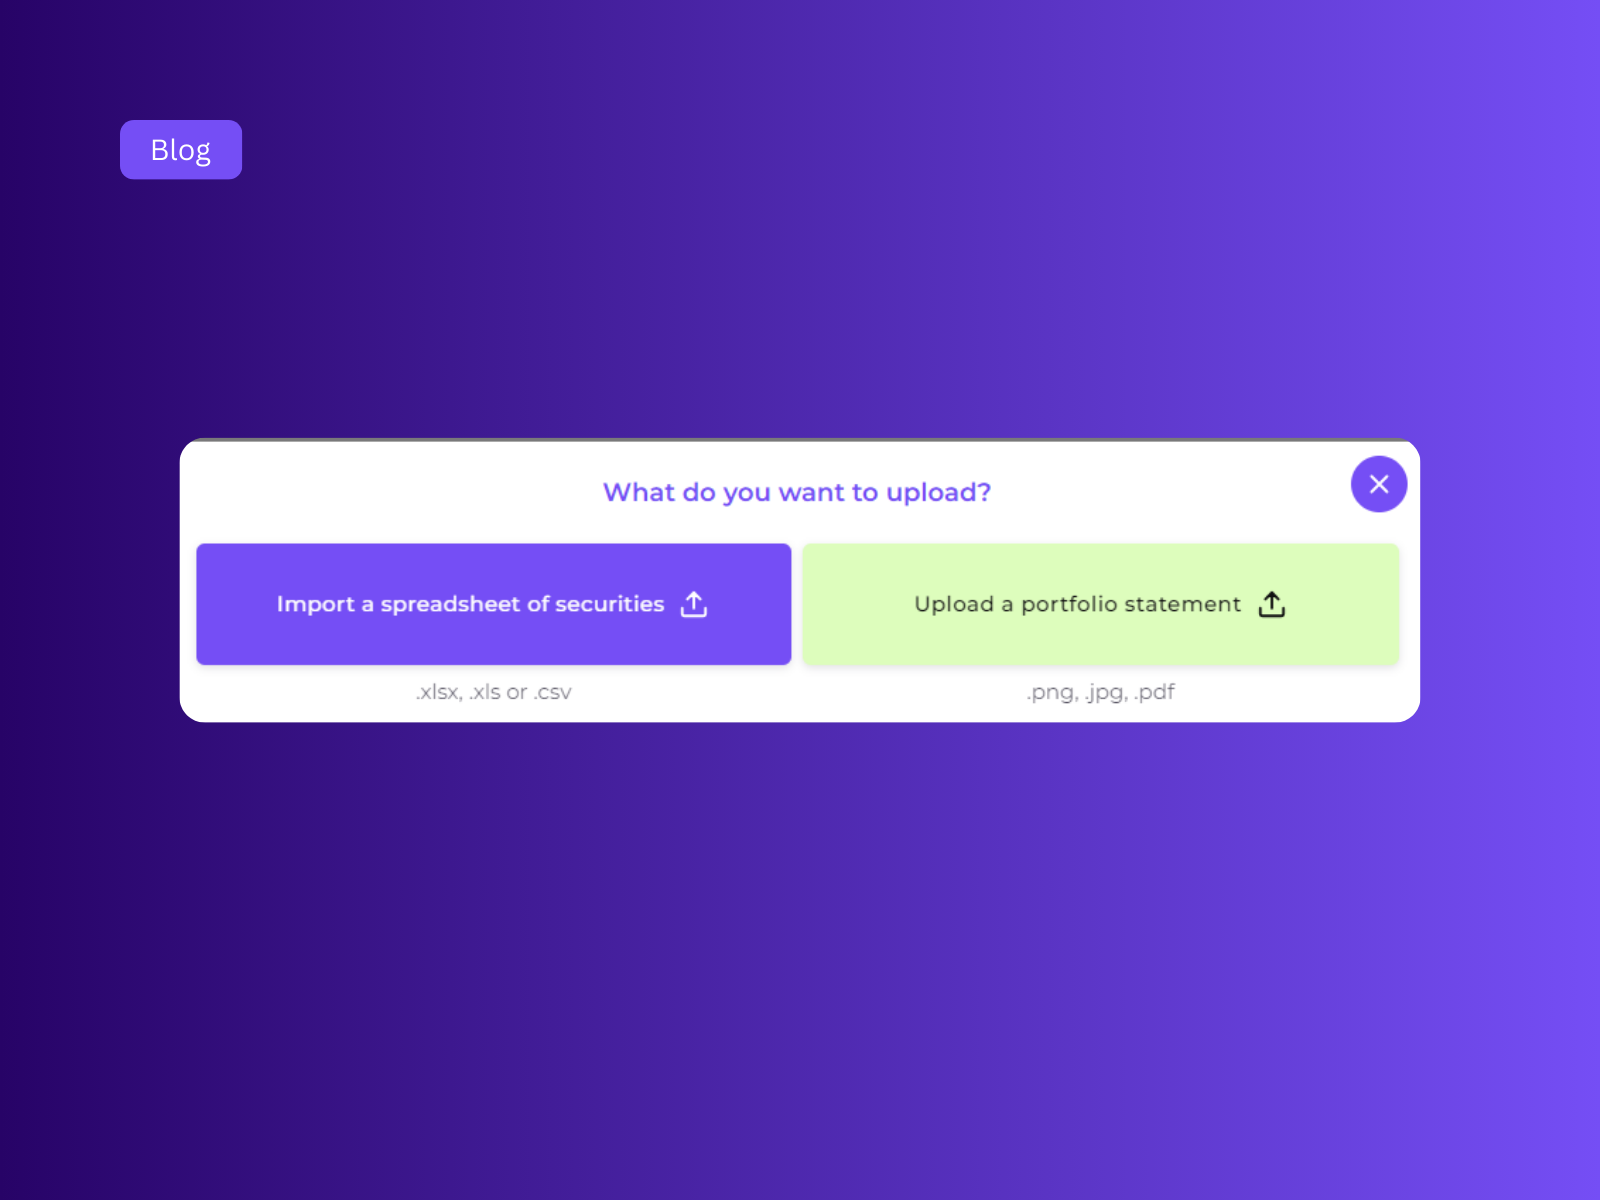 Blog
What do you want to upload?
Import a spreadsheet of securities
Upload a portfolio statement
.xlsx, .xls or .csv
.png, .jpg, .pdf